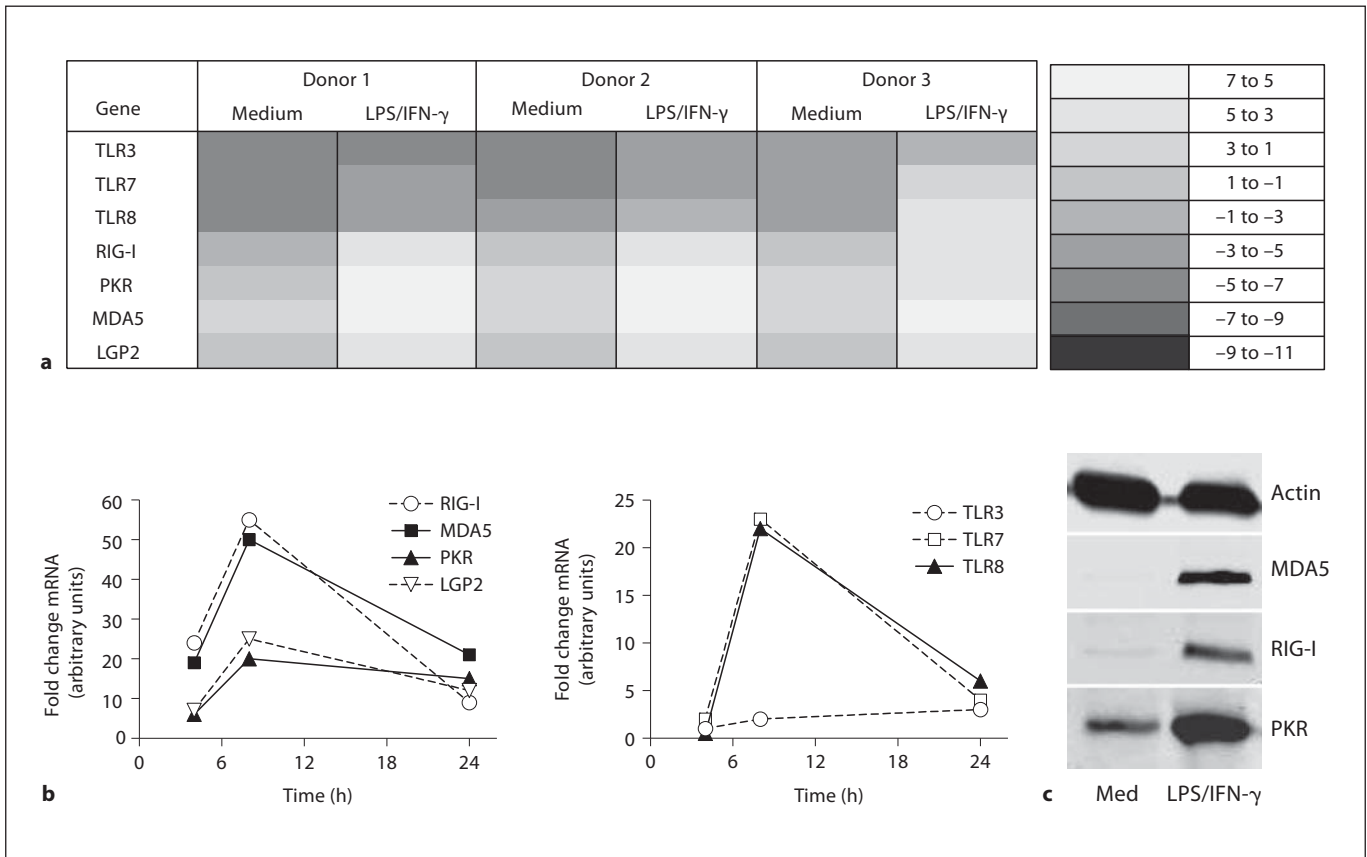 Gene Donor 1 Donor 2 Donor 3
Medium LPS/IFN-γ Medium LPS/IFN-γ Medium LPS/IFN-γ
TLR3
TLR7
TLR8
RIG-I
PKR
MDA5
LGP2
7 to 5
5 to 3
3 to 1
1 to –1
–1 to –3
–3 to –5
–5 to –7
–7 to –9
–9 to –11
a
Fold change mRNA
(arbitrary units)
60
50
40
30
20
10
0
0 6 12 18 24
Time (h)
RIG-I
MDA5
PKR
LGP2
b
Fold change mRNA
(arbitrary units)
25
20
15
10
5
0
0 6 12 18 24
Time (h)
TLR3
TLR7
TLR8
Actin
MDA5
RIG-I
PKR
c Med LPS/IFN-γ